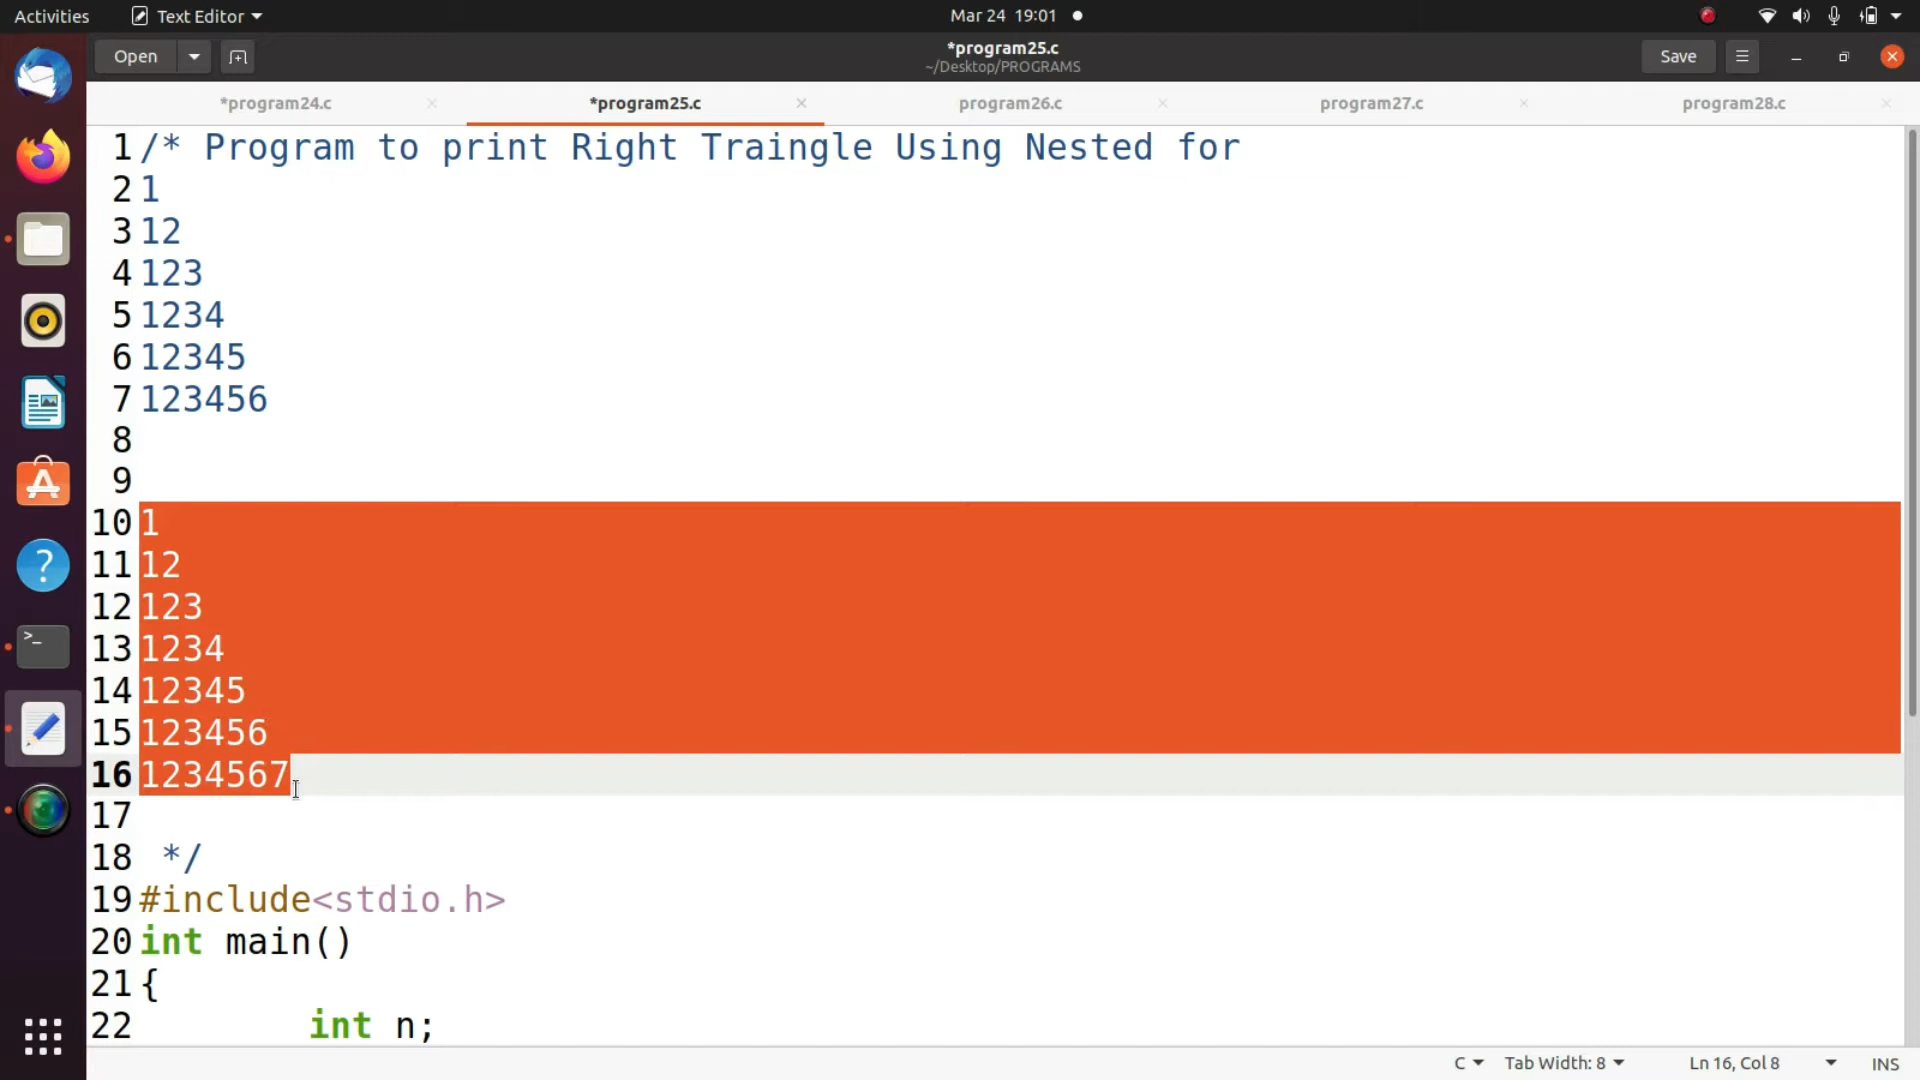 Activities Text Editor Mar 24 19:01
Open *program25.c Save
~/Desktop/PROGRAMS
*program24.c *program25.c program26.c program27.c program28.c
1 /* Program to print Right Traingle Using Nested for
2 1
3 12
4 123
5 1234
6 12345
7 123456
8
9
10 1
11 12
12 123
13 1234
14 12345
15 123456
16 1234567
17
18 */
19 #include<stdio.h>
20 int main()
21 {
22 int n;
C Tab Width: 8 Ln 16, Col 8 INS